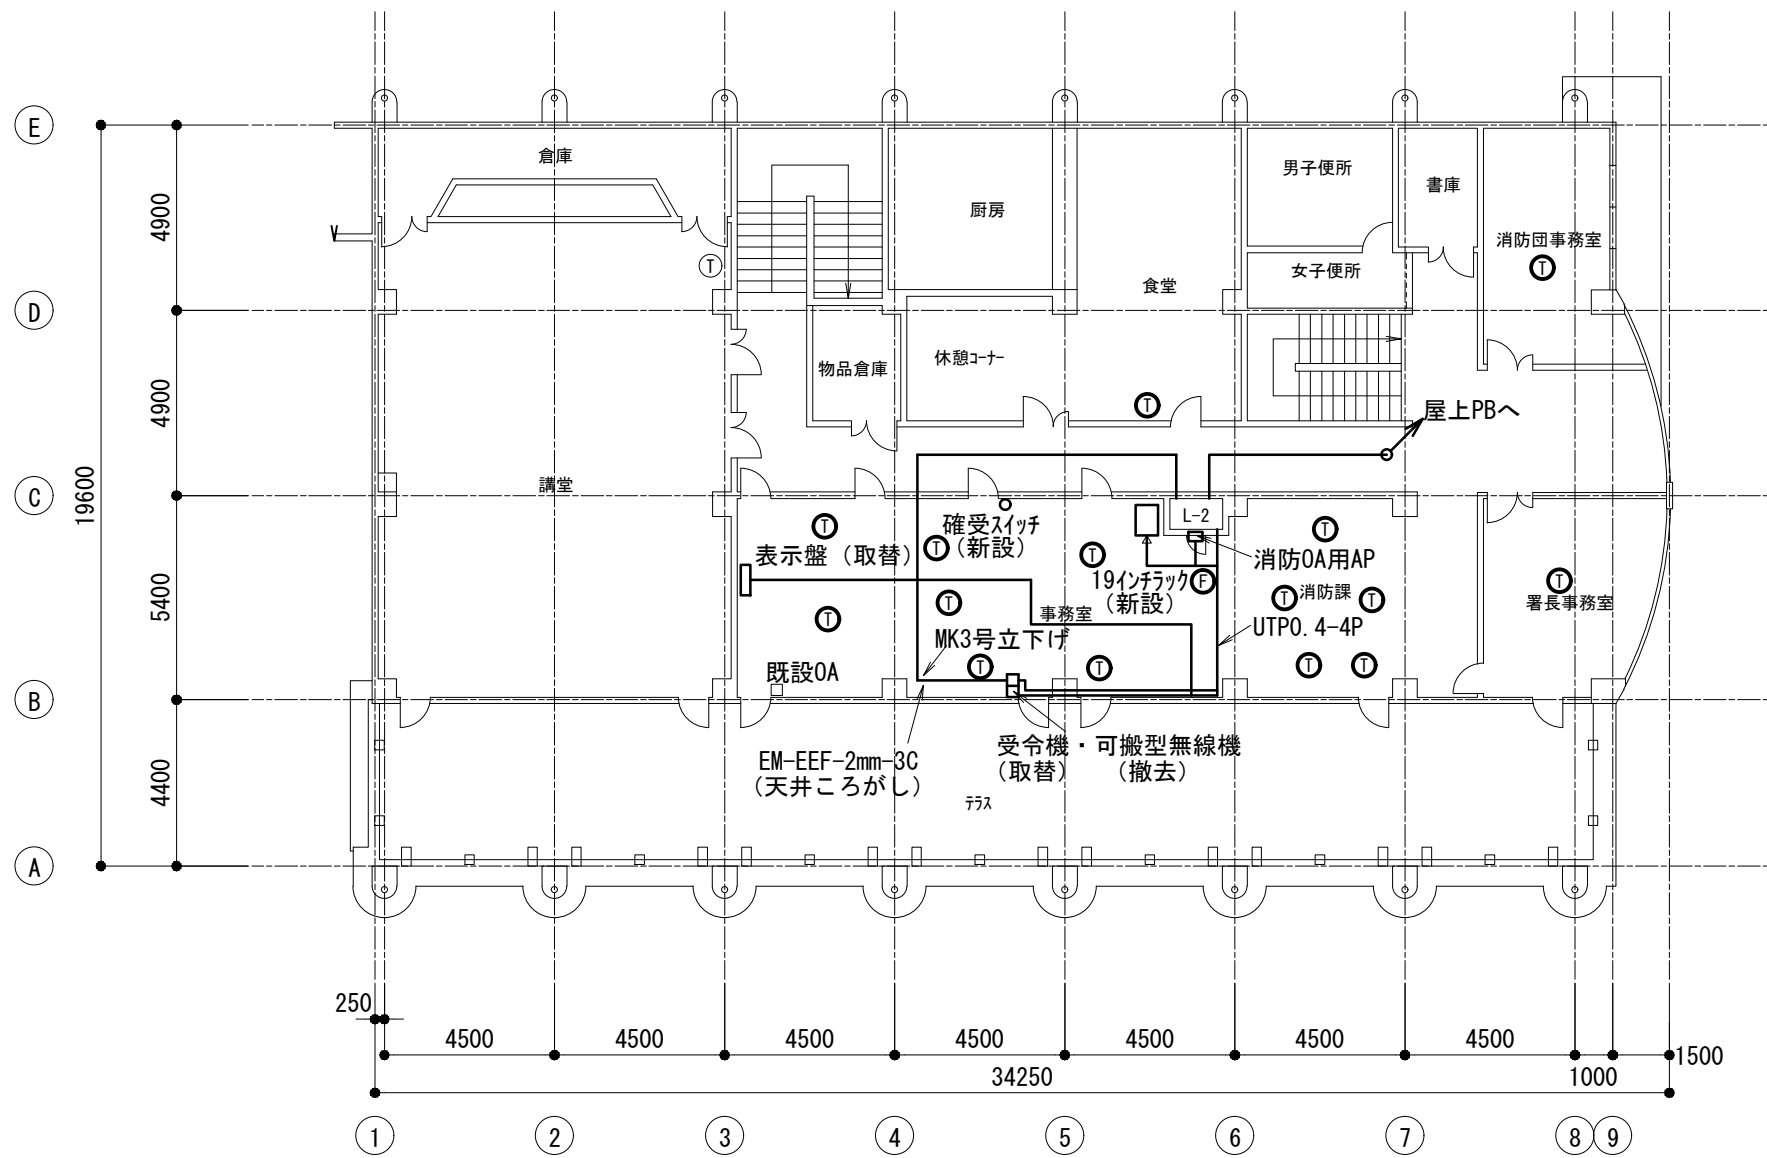 E
倉庫
男子便所
書庫
厨房
4900
消防団事務室
T
T
女子便所
食堂
D
休憩コーナー
物品倉庫
4900
T
屋上PBへ
19600
C
講堂
L-2
T
確受スイッチ
(新設)
T
T
表示盤（取替）
T
T
消防OA用AP
19インチラック
(新設)
F
T
5400
T
T
消防課
T
署長事務室
T
事務室
UTP0.4-4P
MK3号立下げ
T
T
T
T
既設OA
B
受令機・可搬型無線機
(取替)
(撤去)
EM-EEF-2mm-3C
(天井ころがし)
4400
テラス
A
250
4500
4500
4500
4500
4500
4500
4500
1500
34250
1000
1
2
3
4
5
6
7
8
9